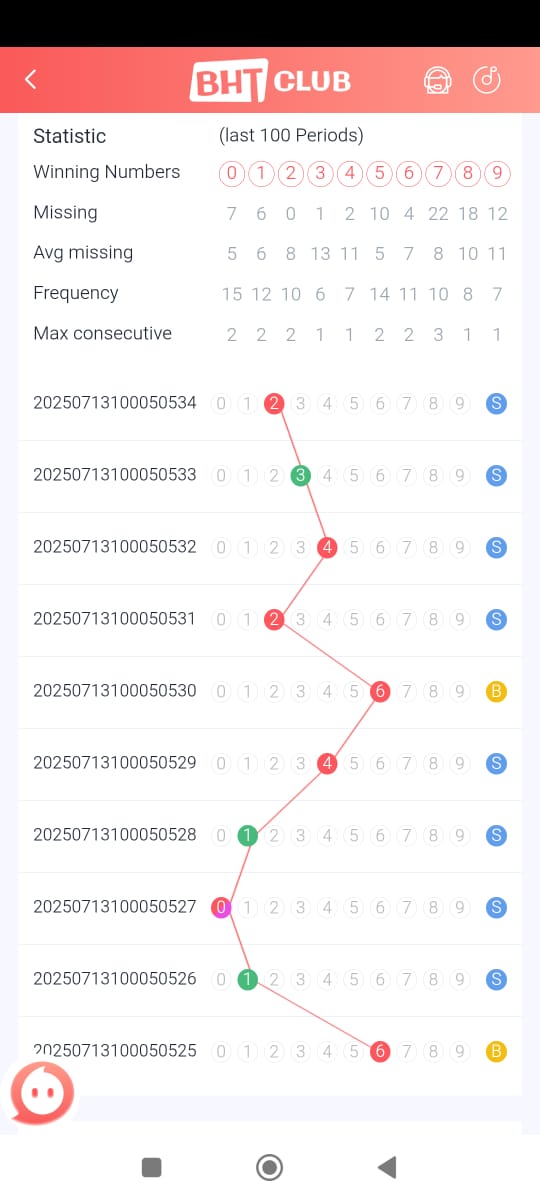 BHT CLUB
Statistic (last 100 Periods)
Winning Numbers 0 1 2 3 4 5 6 7 8 9
Missing 7 6 0 1 2 10 4 22 18 12
Avg missing 5 6 8 13 11 5 7 8 10 11
Frequency 15 12 10 6 7 14 11 10 8 7
Max consecutive 2 2 2 1 1 2 2 3 1 1
20250713100050534 0 1 2 3 4 5 6 7 8 9 S
20250713100050533 0 1 2 3 4 5 6 7 8 9 S
20250713100050532 0 1 2 3 4 5 6 7 8 9 S
20250713100050531 0 1 2 3 4 5 6 7 8 9 S
20250713100050530 0 1 2 3 4 5 6 7 8 9 B
20250713100050529 0 1 2 3 4 5 6 7 8 9 S
20250713100050528 0 1 2 3 4 5 6 7 8 9 S
20250713100050527 0 1 2 3 4 5 6 7 8 9 S
20250713100050526 0 1 2 3 4 5 6 7 8 9 S
20250713100050525 0 1 2 3 4 5 6 7 8 9 B